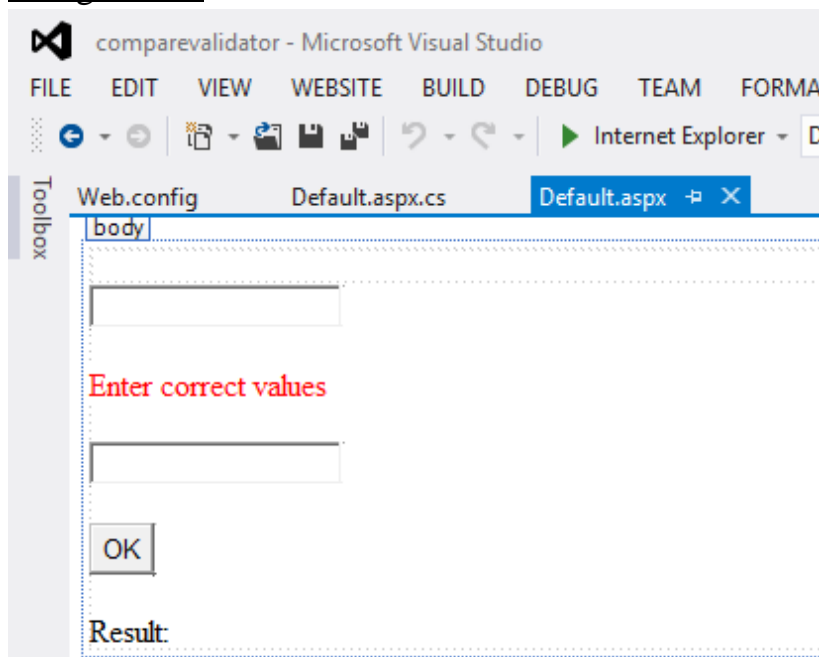 comparevalidator - Microsoft Visual Studio
FILE EDIT VIEW WEBSITE BUILD DEBUG TEAM FORMA
Internet Explorer D
Toolbox
Web.config Default.aspx.cs Default.aspx
body
Enter correct values
OK
Result: